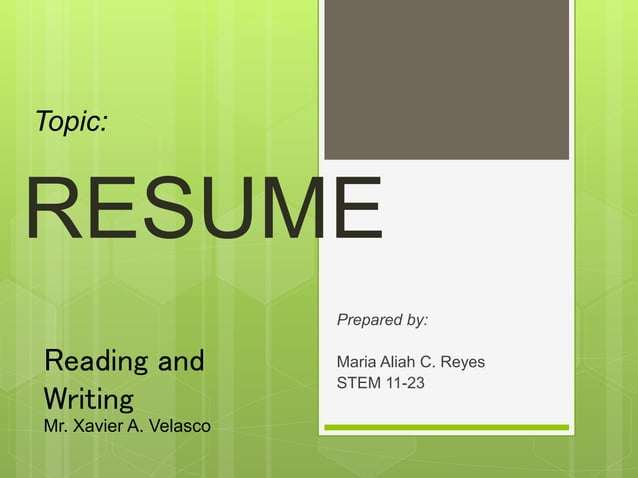 Topic:
RESUME
Prepared by:
Maria Aliah C. Reyes
STEM 11-23
Reading and
Writing
Mr. Xavier A. Velasco